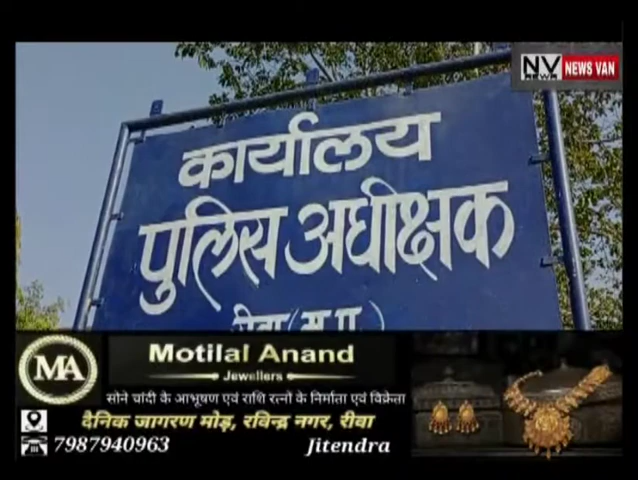 NV NEWS
NEWS VAN
कार्यालय
पुलिस अधीक्षक
रीवा (म.प्र.)
MA
Motilal Anand
Jewellers
सोने चांदी के आभूषण एवं राशि रत्नों के निर्माता एवं विक्रेता
दैनिक जागरण मोड़, रविन्द्र नगर, रीवा
7987940963
Jitendra